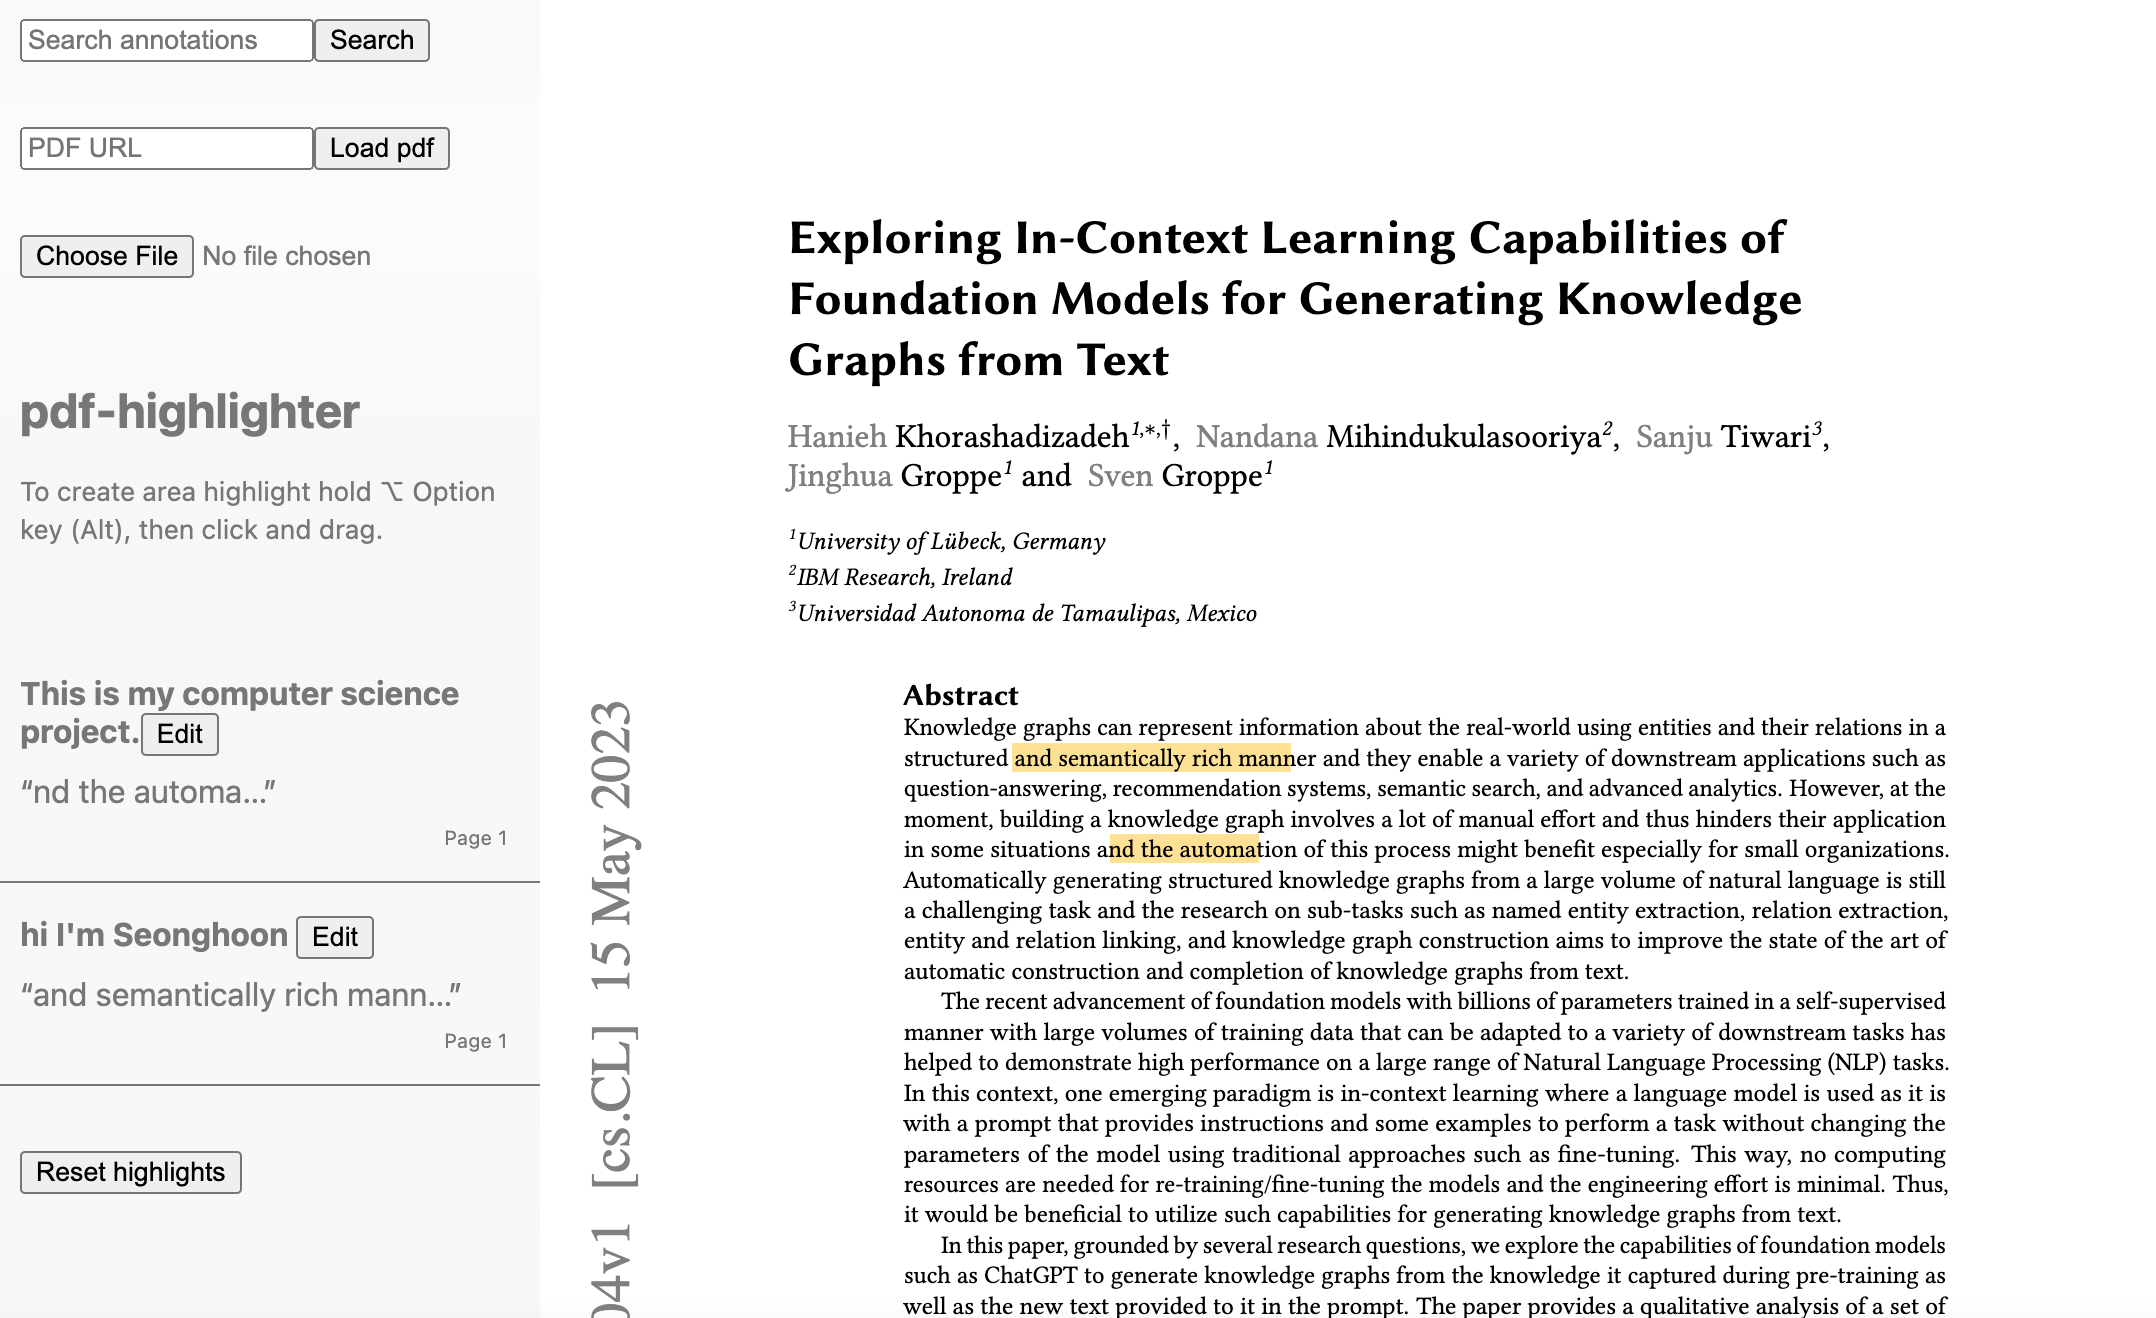 Search annotations Search
PDF URL Load pdf
Choose File No file chosen
pdf-highlighter
To create area highlight hold ⌥ Option
key (Alt), then click and drag.
This is my computer science
project. Edit
“nd the automa...”
Page 1
hi I'm Seonghoon Edit
“and semantically rich mann...”
Page 1
Reset highlights
04v1 [cs.CL] 15 May 2023
Exploring In-Context Learning Capabilities of
Foundation Models for Generating Knowledge
Graphs from Text
Hanieh Khorashadizadeh1,*,†, Nandana Mihindukulasooriya2, Sanju Tiwari3,
Jinghua Groppe1 and Sven Groppe1
1University of Lübeck, Germany
2IBM Research, Ireland
3Universidad Autonoma de Tamaulipas, Mexico
Abstract
Knowledge graphs can represent information about the real-world using entities and their relations in a
structured and semantically rich manner and they enable a variety of downstream applications such as
question-answering, recommendation systems, semantic search, and advanced analytics. However, at the
moment, building a knowledge graph involves a lot of manual effort and thus hinders their application
in some situations and the automation of this process might benefit especially for small organizations.
Automatically generating structured knowledge graphs from a large volume of natural language is still
a challenging task and the research on sub-tasks such as named entity extraction, relation extraction,
entity and relation linking, and knowledge graph construction aims to improve the state of the art of
automatic construction and completion of knowledge graphs from text.
The recent advancement of foundation models with billions of parameters trained in a self-supervised
manner with large volumes of training data that can be adapted to a variety of downstream tasks has
helped to demonstrate high performance on a large range of Natural Language Processing (NLP) tasks.
In this context, one emerging paradigm is in-context learning where a language model is used as it is
with a prompt that provides instructions and some examples to perform a task without changing the
parameters of the model using traditional approaches such as fine-tuning. This way, no computing
resources are needed for re-training/fine-tuning the models and the engineering effort is minimal. Thus,
it would be beneficial to utilize such capabilities for generating knowledge graphs from text.
In this paper, grounded by several research questions, we explore the capabilities of foundation models
such as ChatGPT to generate knowledge graphs from the knowledge it captured during pre-training as
well as the new text provided to it in the prompt. The paper provides a qualitative analysis of a set of